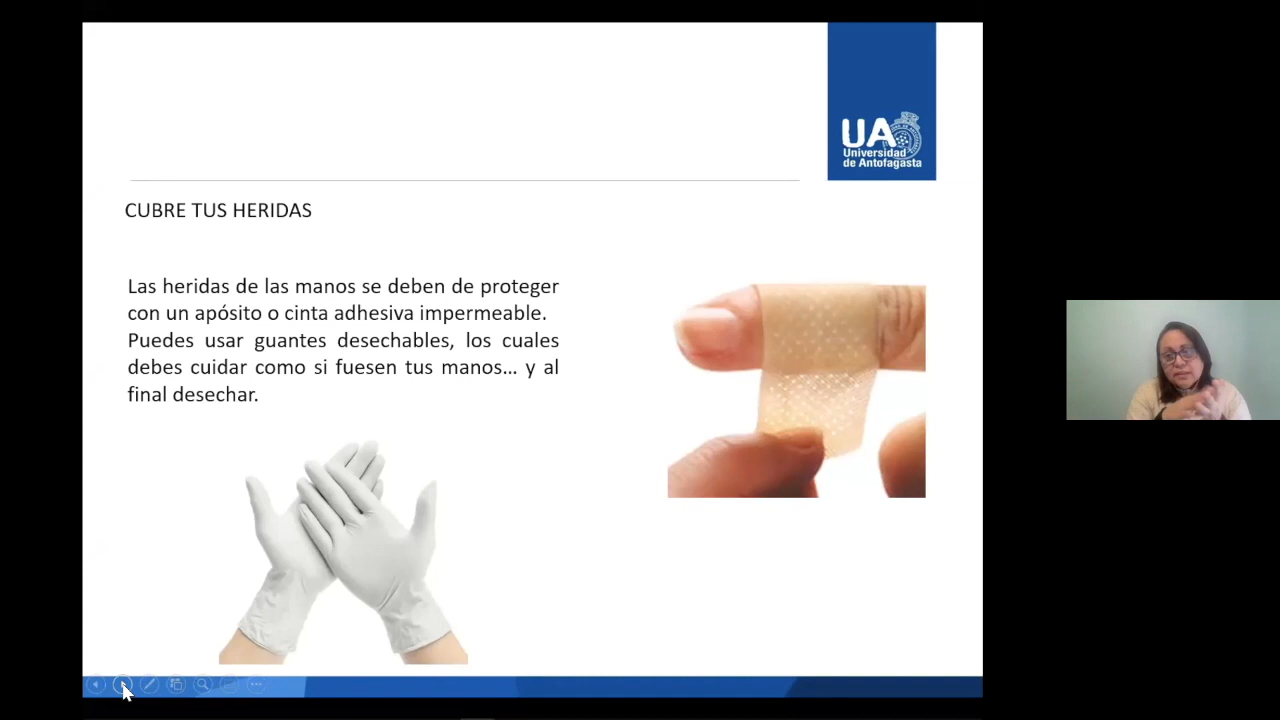 UA
Universidad
de Antofagasta
CUBRE TUS HERIDAS
Las heridas de las manos se deben de proteger
con un apósito o cinta adhesiva impermeable.
Puedes usar guantes desechables, los cuales
debes cuidar como si fuesen tus manos... y al
final desechar.